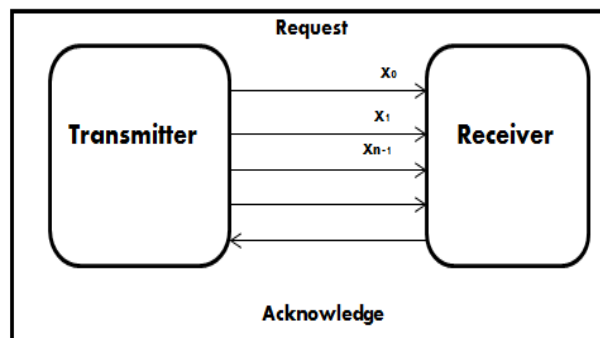 Request
X₀
X₁
Transmitter
Receiver
Xn-₁
Acknowledge